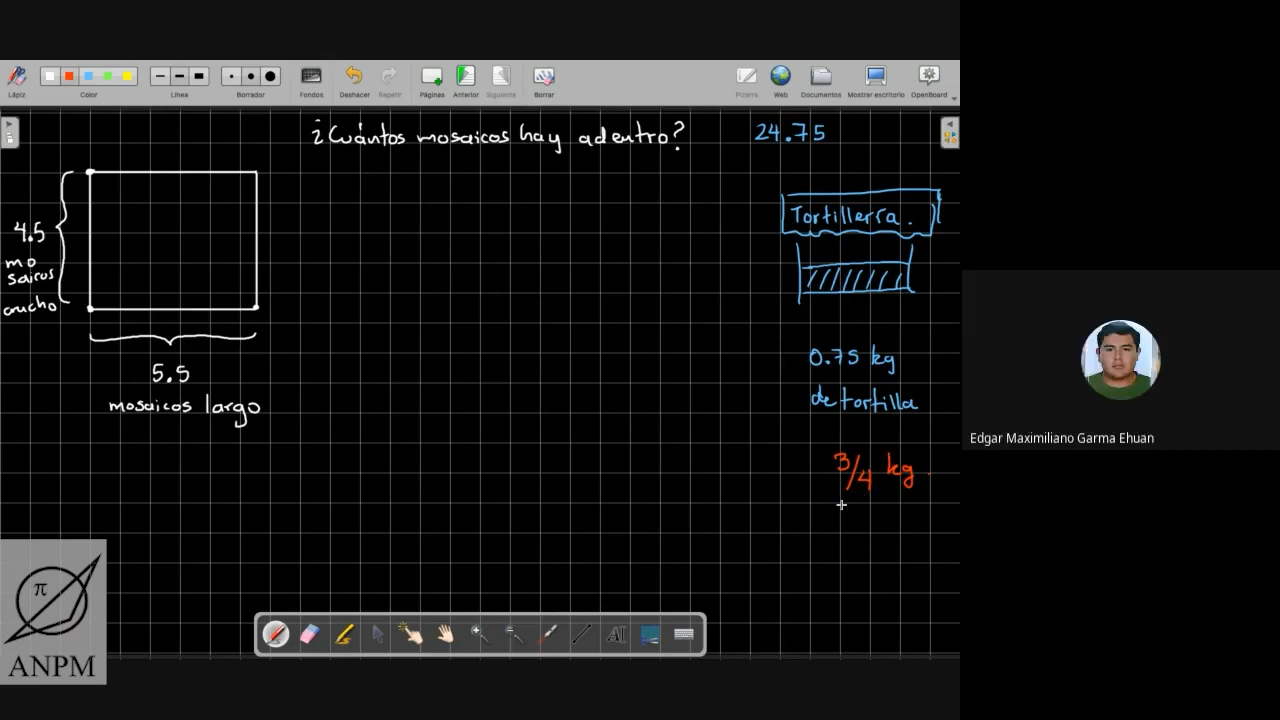 Lápiz
Color
Línea
Borrador
Fondos
Deshacer
Repetir
Páginas
Anterior
Siguiente
Borrar
Pizarra
Web
Documentos
Mostrar escritorio
OpenBoard
¿Cuántos mosaicos hay adentro?
24.75
4.5
mo
saicos
ancho
5.5
mosaicos largo
Tortillería.
0.75 kg
de tortilla
3/4 kg.
π
ANPM
AI
Edgar Maximiliano Garma Ehuan